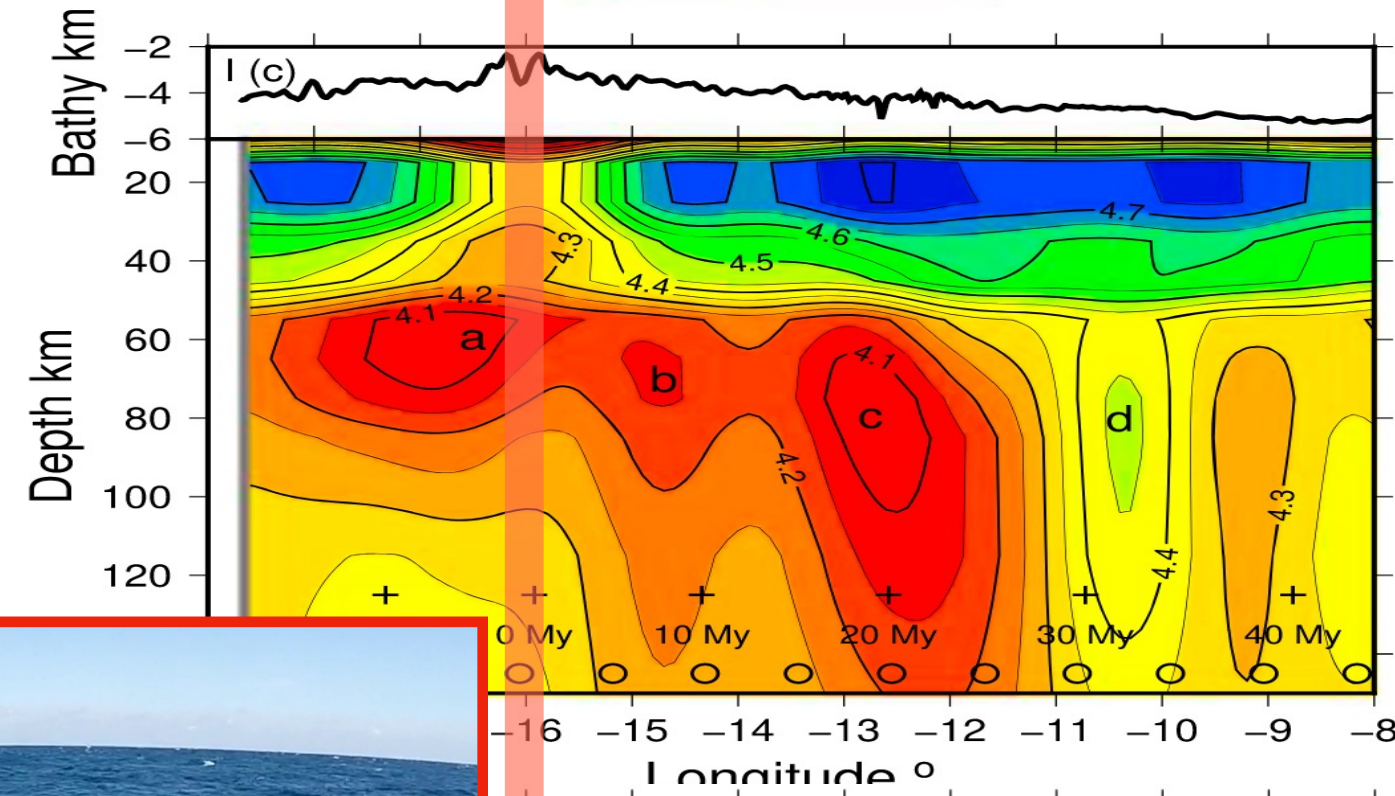 Bathy km
−2
−4
−6
I (c)
Depth km
20
40
60
80
100
120
4.7
4.6
4.3
4.5
4.4
4.2
4.1
a
b
4.1
c
d
4.2
4.3
4.4
0 My
10 My
20 My
30 My
40 My
−16
−15
−14
−13
−12
−11
−10
−9
−8
Longitude °